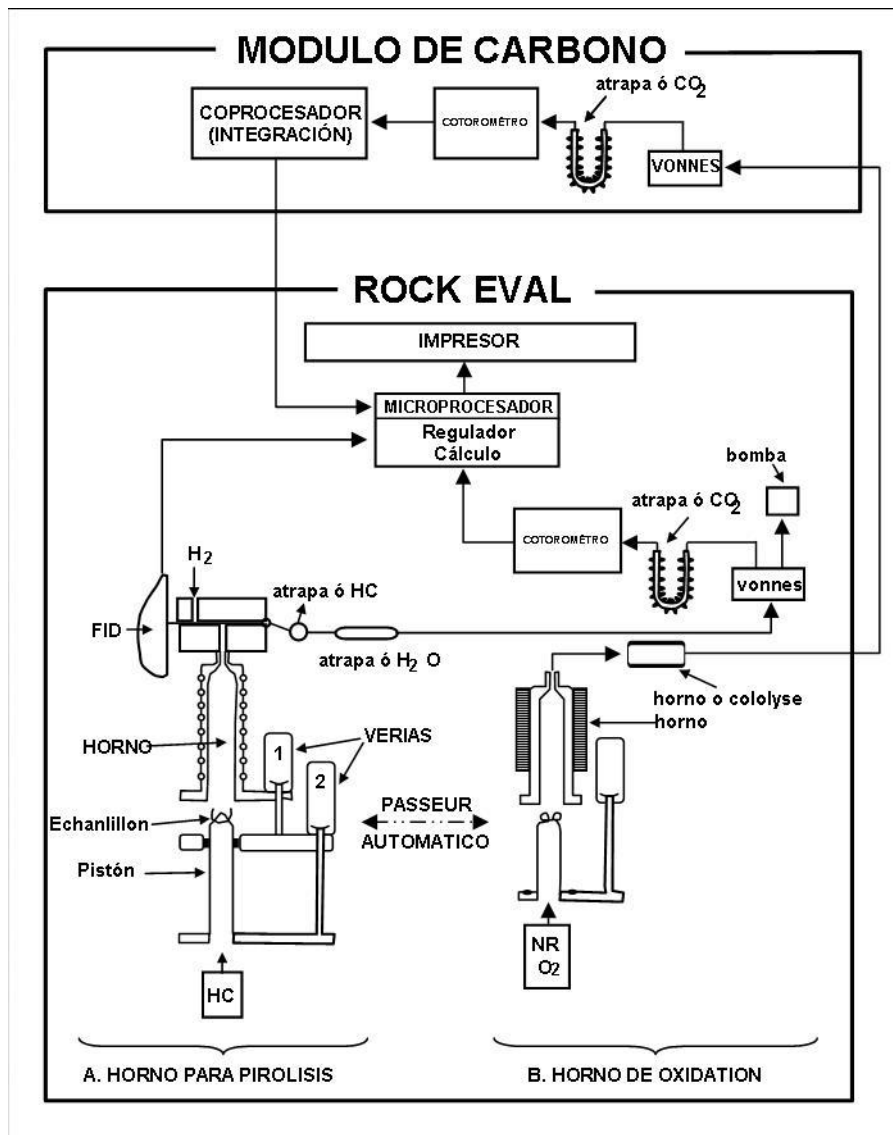 MODULO DE CARBONO
atrapa ó CO2
COPROCESADOR
(INTEGRACIÓN)
COTOROMÉTRO
VONNES
ROCK EVAL
IMPRESOR
MICROPROCESADOR
Regulador
Cálculo
bomba
atrapa ó CO2
COTOROMÉTRO
vonnes
H2
atrapa ó HC
FID
atrapa ó H2 O
horno o cololyse
horno
HORNO
1
VERIAS
2
PASSEUR
AUTOMATICO
Echanlillon
Pistón
HC
NR
O2
A. HORNO PARA PIROLISIS
B. HORNO DE OXIDATION